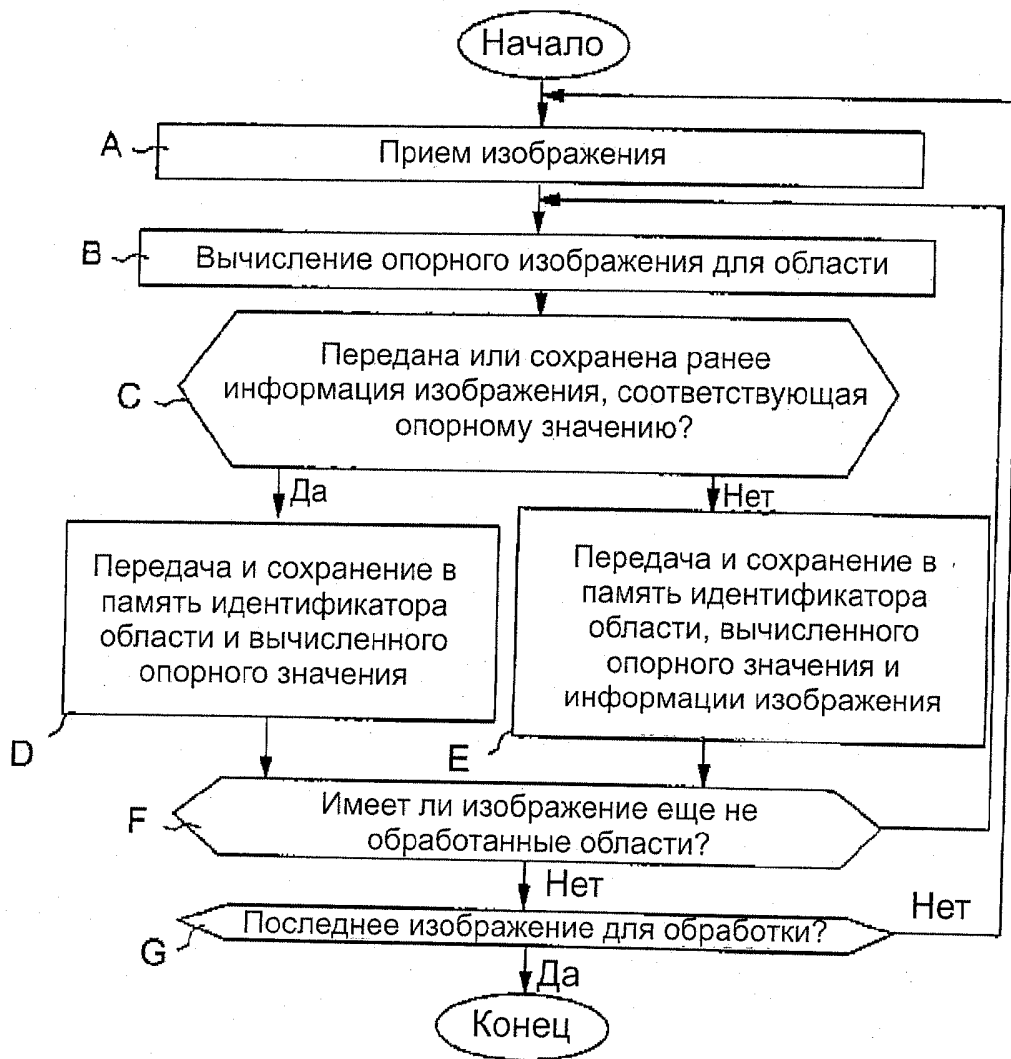 Начало
A
Прием изображения
B
Вычисление опорного изображения для области
C
Передана или сохранена ранее
информация изображения, соответствующая
опорному значению?
Да
Нет
Передача и сохранение в
память идентификатора
области и вычисленного
опорного значения
D
Передача и сохранение в
память идентификатора
области, вычисленного
опорного значения и
информации изображения
E
F
Имеет ли изображение еще не
обработанные области?
Нет
G
Последнее изображение для обработки?
Нет
Да
Конец